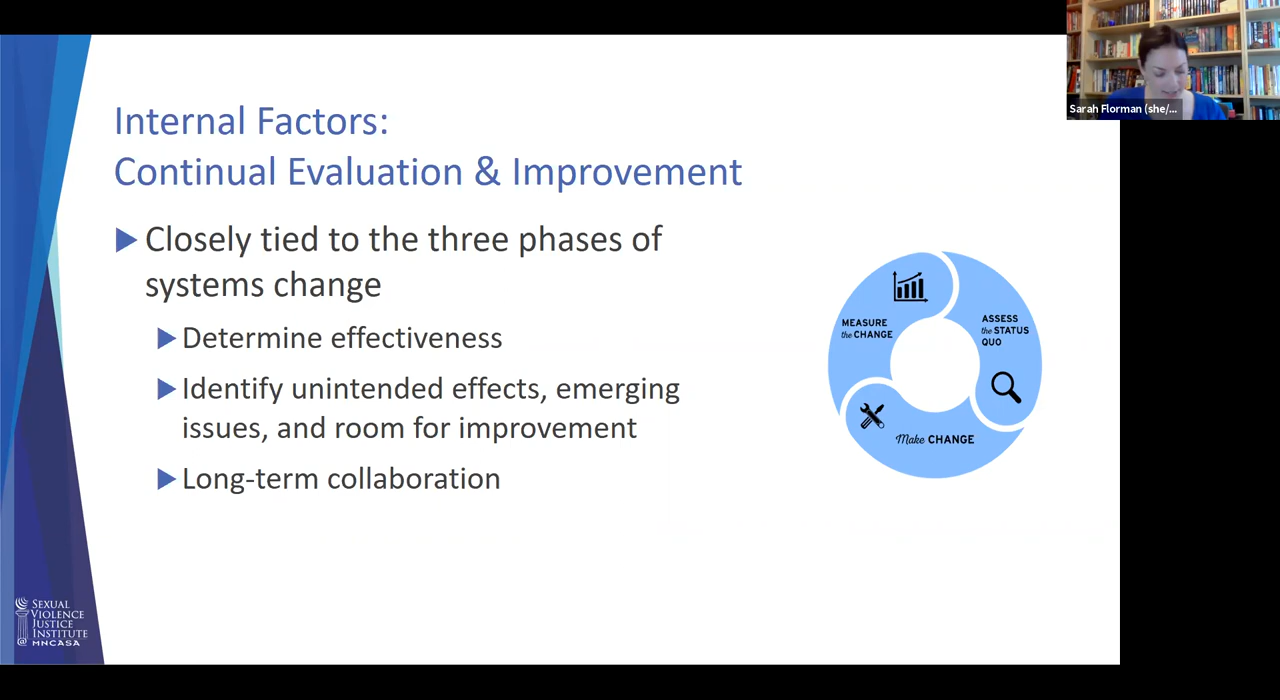 Sarah Florman (she/...
Internal Factors:
Continual Evaluation & Improvement
Closely tied to the three phases of
systems change
Determine effectiveness
Identify unintended effects, emerging
issues, and room for improvement
Long-term collaboration
MEASURE
the CHANGE
ASSESS
the STATUS
QUO
Make CHANGE
SEXUAL
VIOLENCE
JUSTICE
INSTITUTE
@ MNCASA